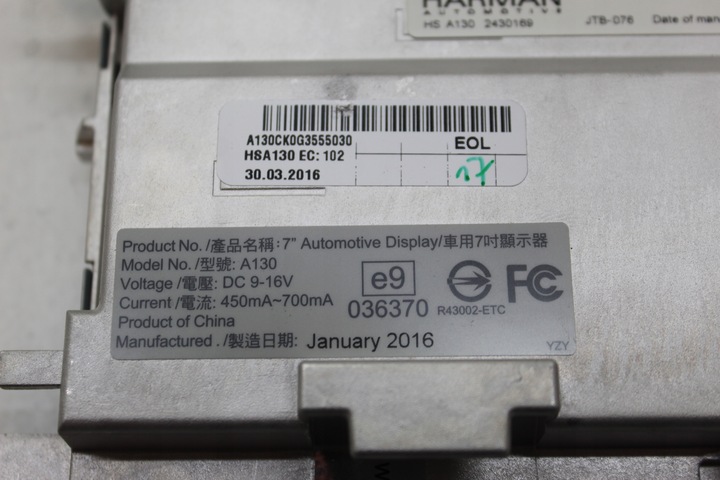 HARMAN
AUTOMOTIVE
HS A130 2430169 JTB-076 Date of man
A130CK0G3555030 EOL
HSA130 EC: 102
30.03.2016
Product No. /產品名稱: 7" Automotive Display/車用7吋顯示器
Model No. /型號: A130
Voltage /電壓: DC 9-16V
Current /電流: 450mA~700mA
Product of China
Manufactured . /製造日期: January 2016
e9
036370
R43002-ETC
FC
YZY